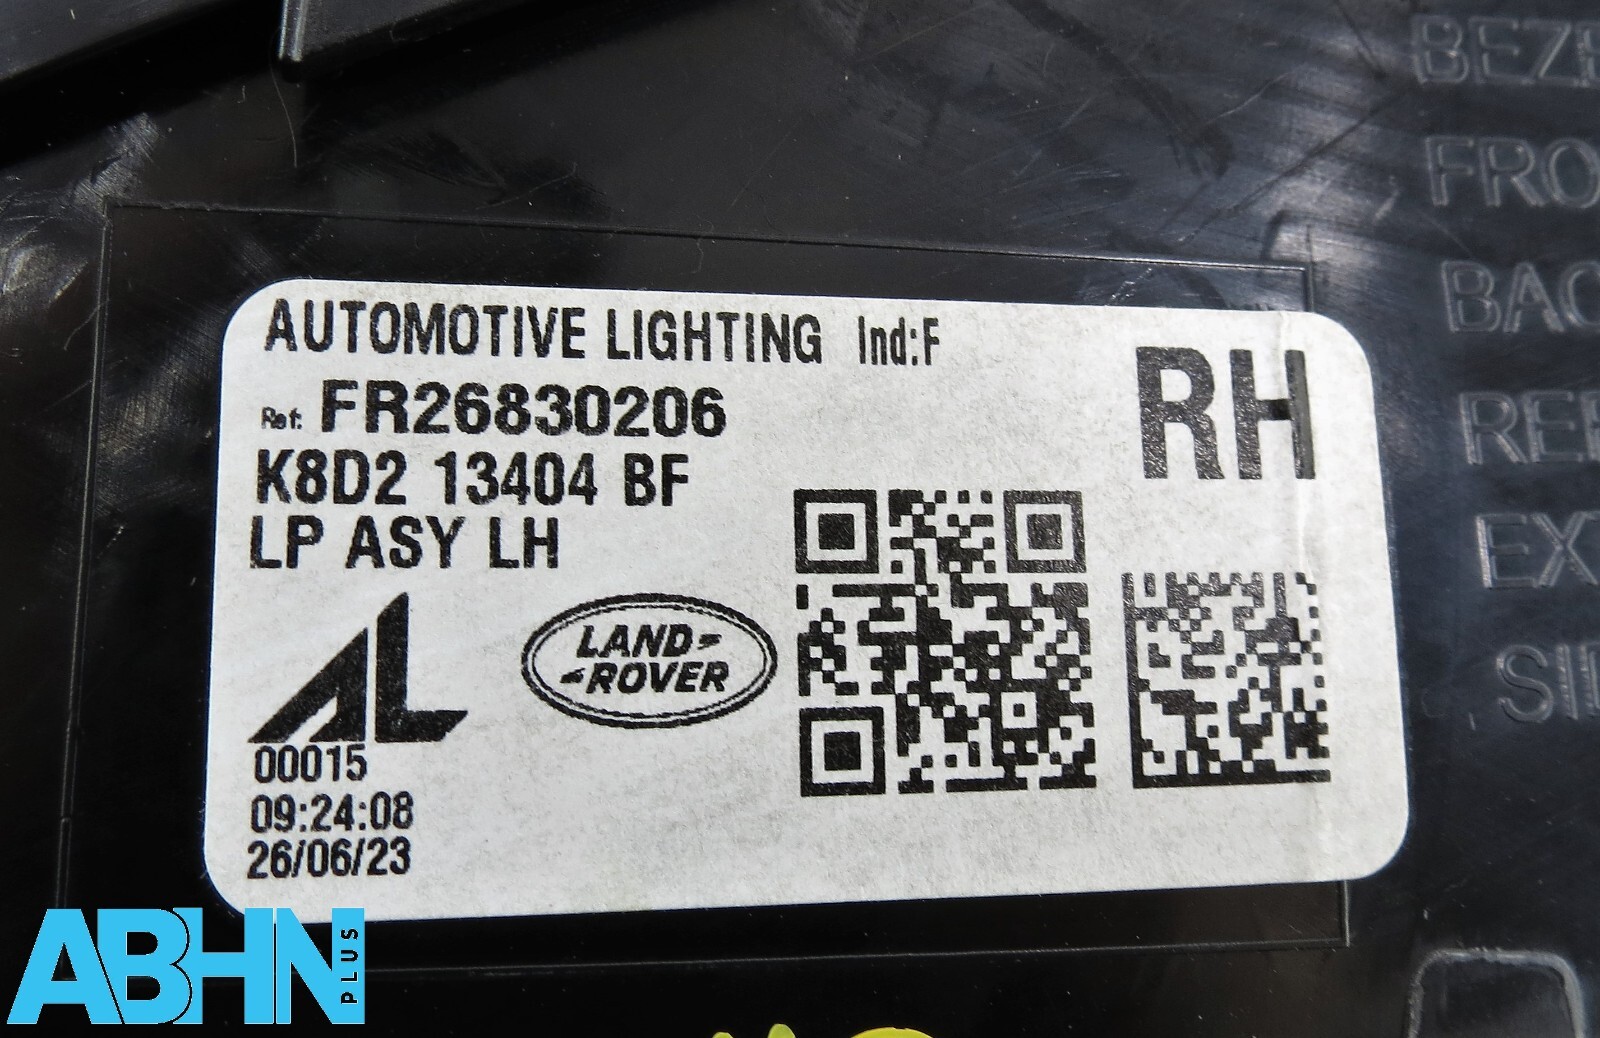 AUTOMOTIVE LIGHTING Ind:F
Ref: FR26830206
K8D2 13404 BF
LP ASY LH
RH
LAND-
-ROVER
AL
00015
09:24:08
26/06/23
ABHN
PLUS